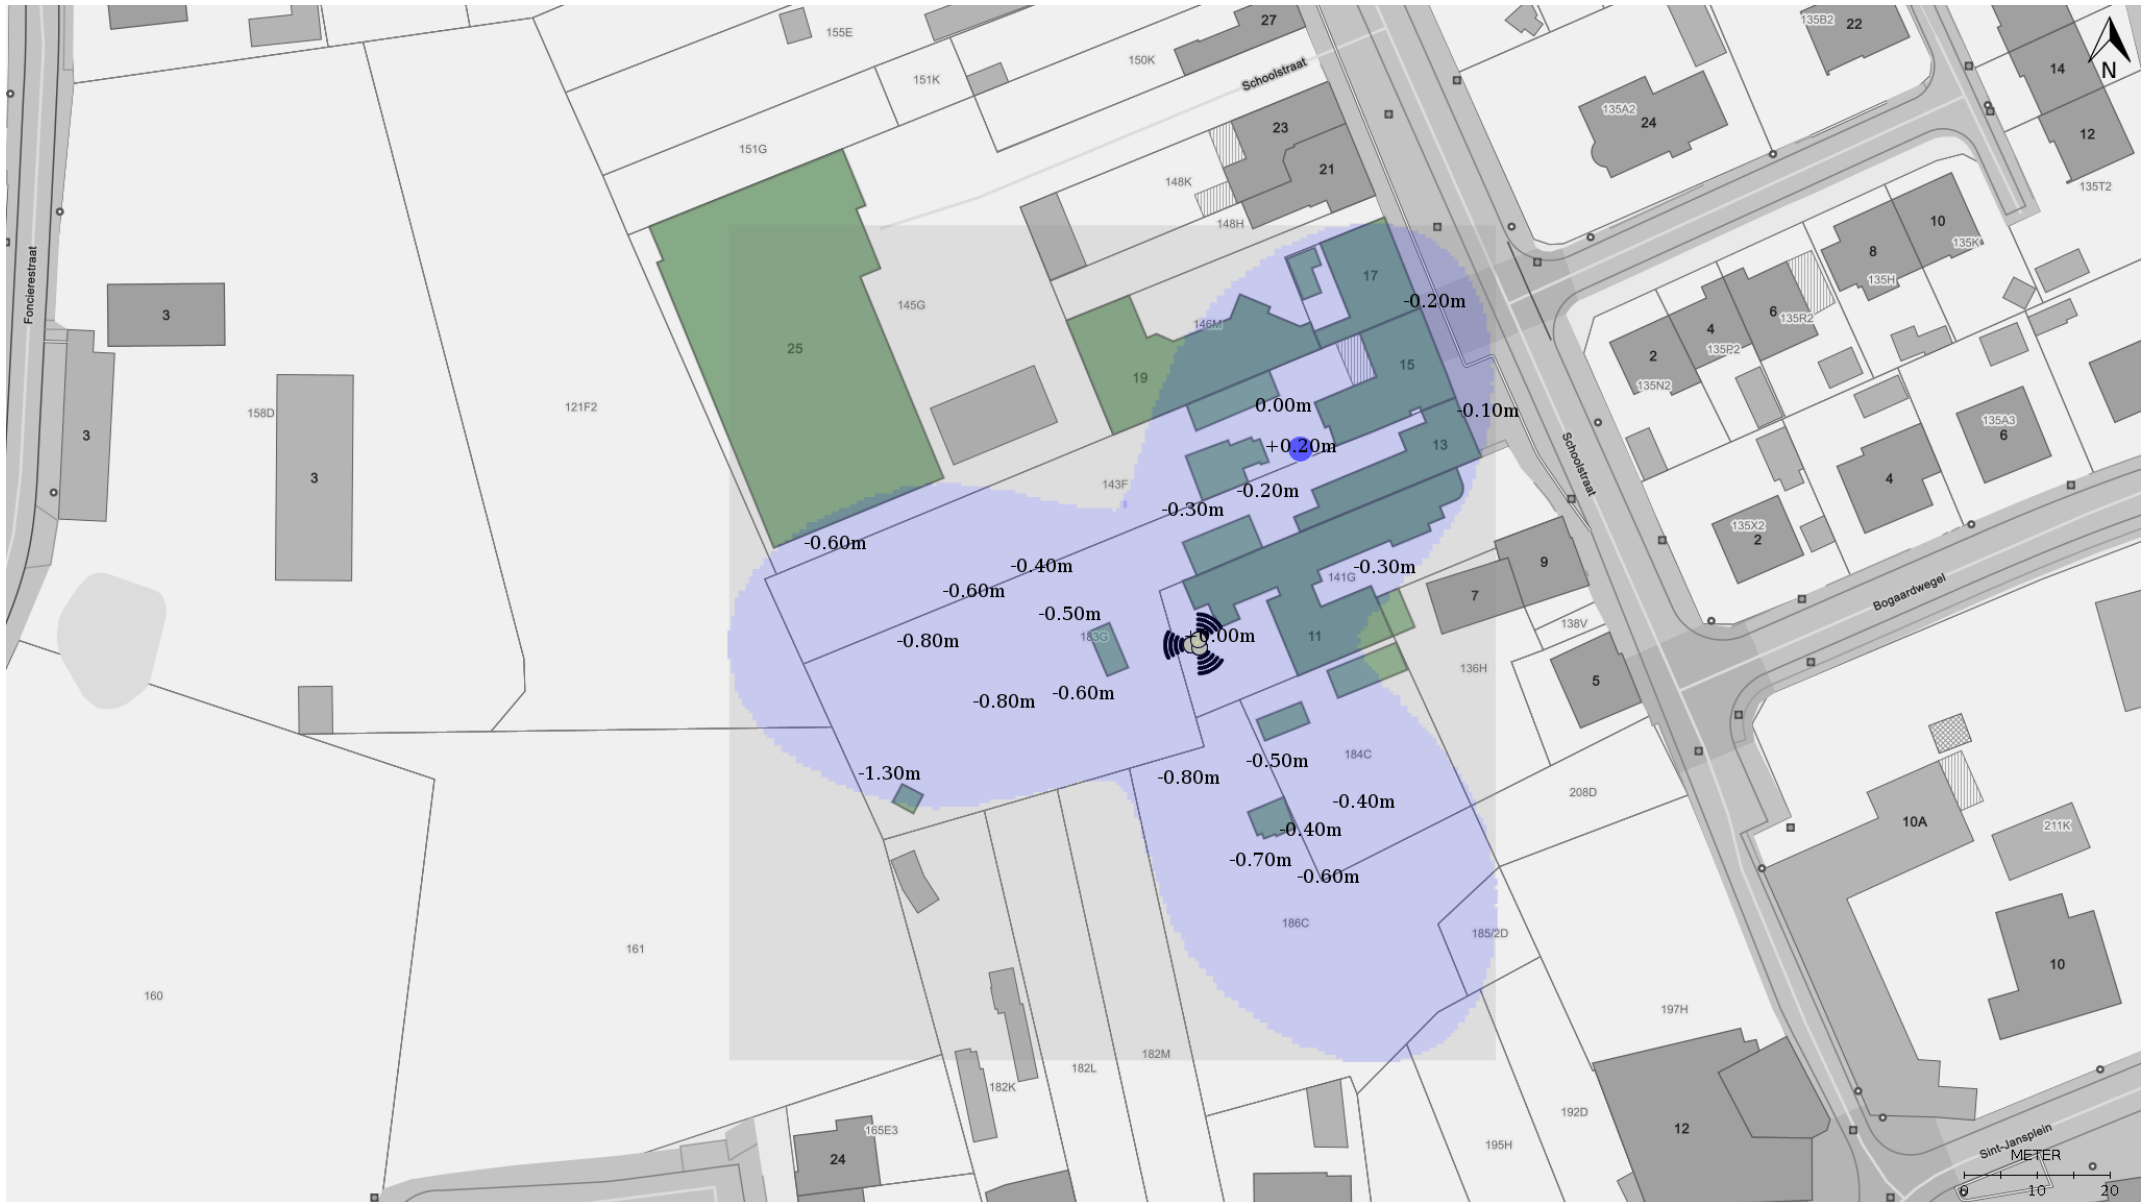 27
155E
150K
151K
Schoolstraat
135B2
22
14
N
135A2
24
12
151G
23
21
148K
148H
135T2
10
135K
8
135H
Foncierestraat
3
145G
17
-0.20m
6
135R2
4
135P2
2
135N2
25
146M
15
19
121F2
158D
0.00m
-0.10m
135A3
6
3
3
+0.20m
13
143F
-0.20m
-0.30m
Schoolstraat
4
135X2
2
-0.60m
-0.40m
-0.30m
141G
9
7
Bogaardwegel
-0.60m
-0.50m
138V
-0.80m
183G
+0.00m
11
136H
5
-0.80m
-0.60m
184C
-0.50m
-1.30m
-0.80m
-0.40m
208D
-0.40m
10A
211K
-0.70m
-0.60m
186C
185/2D
161
160
10
197H
182M
182L
182K
192D
195H
12
165E3
24
Sint-Jansplein
METER
0 10 20